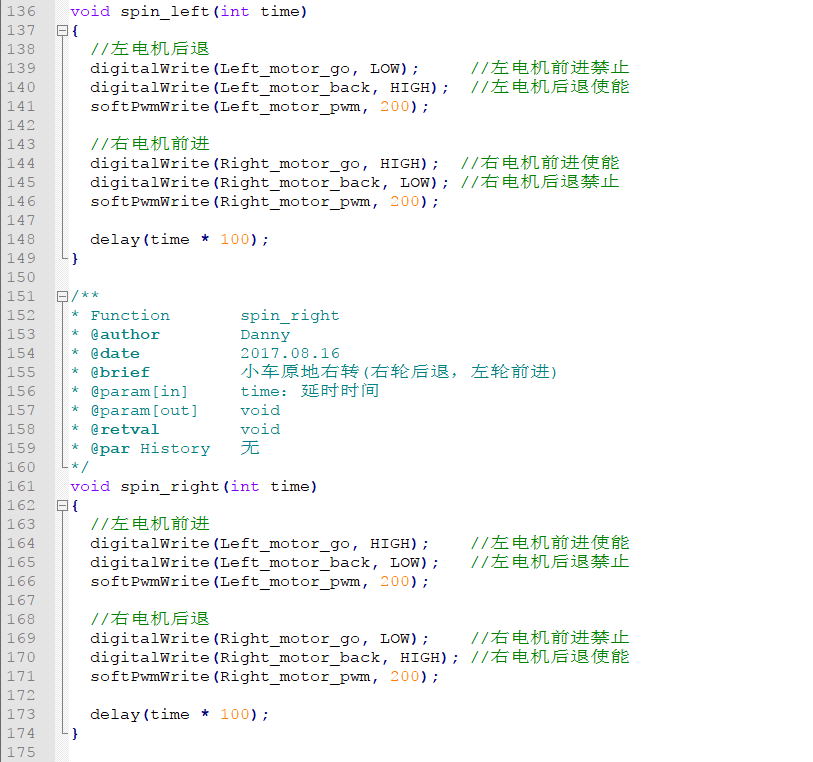 136 void spin_left(int time)
137 {
138   //左电机后退
139   digitalWrite(Left_motor_go, LOW);     //左电机前进禁止
140   digitalWrite(Left_motor_back, HIGH);  //左电机后退使能
141   softPwmWrite(Left_motor_pwm, 200);
142
143   //右电机前进
144   digitalWrite(Right_motor_go, HIGH);  //右电机前进使能
145   digitalWrite(Right_motor_back, LOW); //右电机后退禁止
146   softPwmWrite(Right_motor_pwm, 200);
147
148   delay(time * 100);
149 }
150
151 /**
152 * Function       spin_right
153 * @author        Danny
154 * @date          2017.08.16
155 * @brief         小车原地右转(右轮后退，左轮前进)
156 * @param[in]     time：延时时间
157 * @param[out]    void
158 * @retval        void
159 * @par History   无
160 */
161 void spin_right(int time)
162 {
163   //左电机前进
164   digitalWrite(Left_motor_go, HIGH);    //左电机前进使能
165   digitalWrite(Left_motor_back, LOW);   //左电机后退禁止
166   softPwmWrite(Left_motor_pwm, 200);
167
168   //右电机后退
169   digitalWrite(Right_motor_go, LOW);    //右电机前进禁止
170   digitalWrite(Right_motor_back, HIGH); //右电机后退使能
171   softPwmWrite(Right_motor_pwm, 200);
172
173   delay(time * 100);
174 }
175